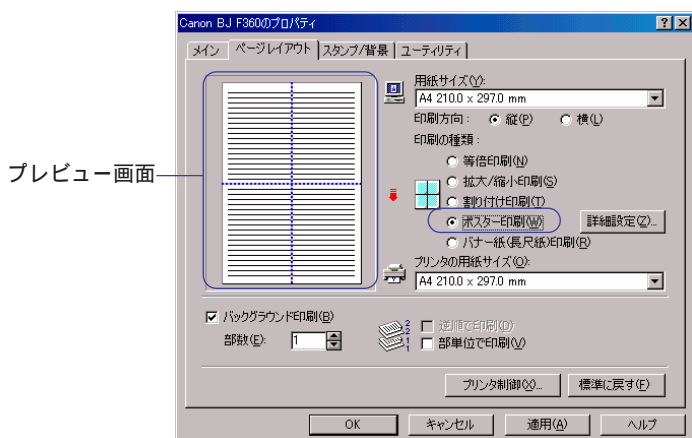 Canon BJ F360のプロパティ
メイン ページレイアウト スタンプ/背景 ユーティリティ
用紙サイズ(Y):
A4 210.0 x 297.0 mm
印刷方向: 縦(P) 横(L)
印刷の種類:
等倍印刷(N)
拡大/縮小印刷(S)
割り付け印刷(T)
ポスター印刷(W) 詳細設定(Z)...
バナー紙(長尺紙)印刷(R)
プリンタの用紙サイズ(O):
A4 210.0 x 297.0 mm
プレビュー画面
バックグラウンド印刷(B)
部数(E): 1
2 2 1 1
逆順で印刷(D)
部単位で印刷(V)
プリンタ制御(X)... 標準に戻す(F)
OK キャンセル 適用(A) ヘルプ